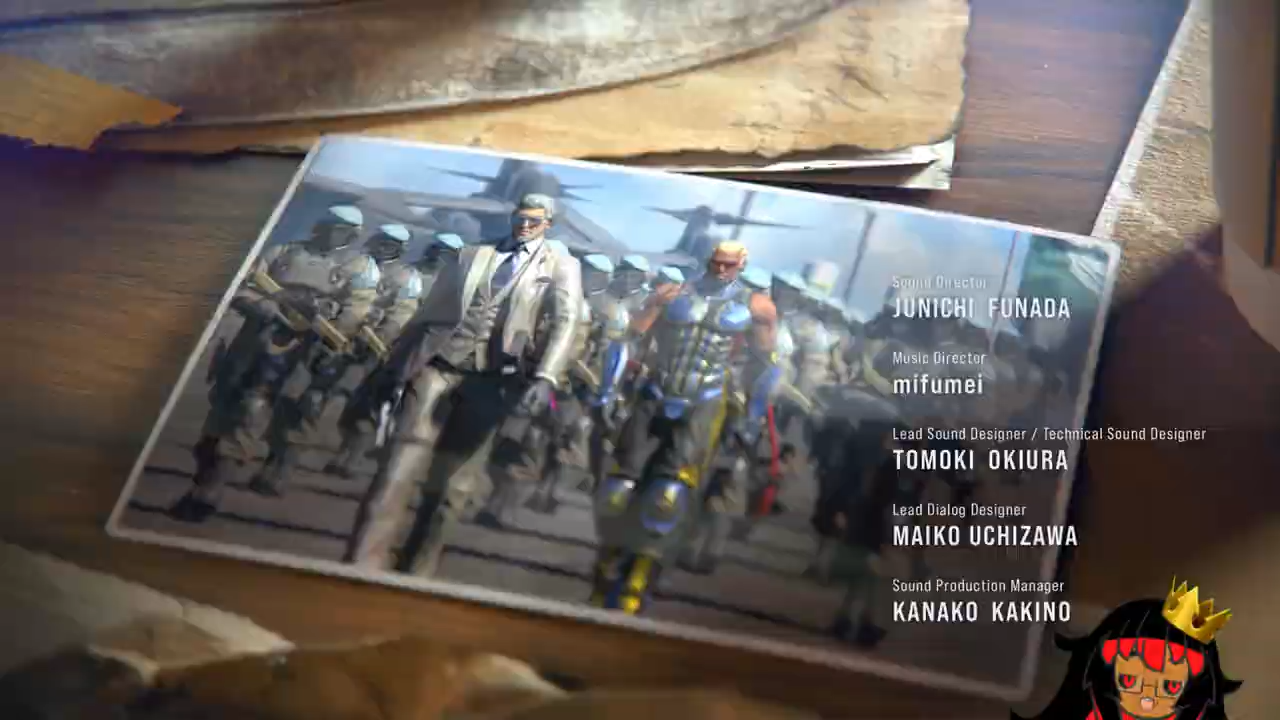 Sound Director
JUNICHI FUNADA
Music Director
mifumei
Lead Sound Designer / Technical Sound Designer
TOMOKI OKIURA
Lead Dialog Designer
MAIKO UCHIZAWA
Sound Production Manager
KANAKO KAKINO